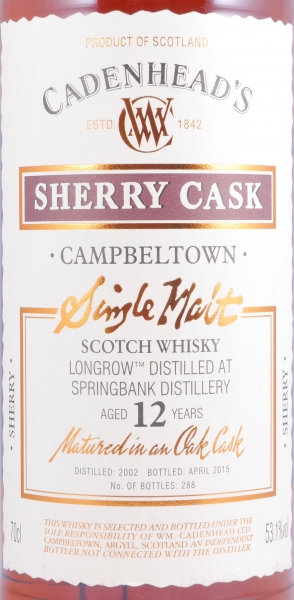 PRODUCT OF SCOTLAND
CADENHEAD'S
ESTD. 1842
SHERRY CASK
· CAMPBELTOWN ·
Single Malt
SCOTCH WHISKY
LONGROW™ DISTILLED AT
SPRINGBANK DISTILLERY
AGED 12 YEARS
Matured in an Oak Cask
DISTILLED: 2002 BOTTLED: APRIL 2015
NO. OF BOTTLES: 288
· SHERRY ·
· SHERRY ·
70cl
THIS WHISKY IS SELECTED AND BOTTLED UNDER THE
SOLE RESPONSIBILITY OF WM. CADENHEAD LTD.
CAMPBELTOWN, ARGYLL, SCOTLAND AN INDEPENDENT
BOTTLER NOT CONNECTED WITH THE DISTILLER.
53.1%vol